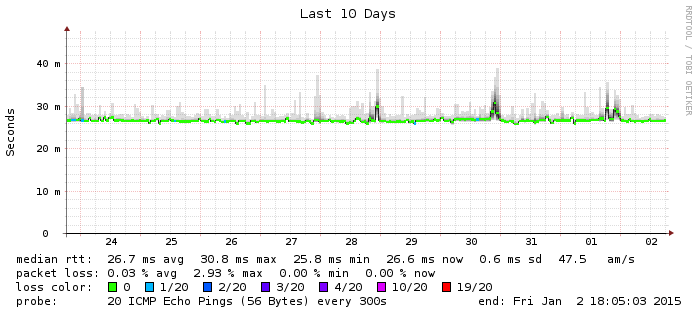 Last 10 Days
RRDTOOL / TOBI OETIKER
Seconds
40 m
30 m
20 m
10 m
0
24 25 26 27 28 29 30 31 01 02
median rtt: 26.7 ms avg 30.8 ms max 25.8 ms min 26.6 ms now 0.6 ms sd 47.5 am/s
packet loss: 0.03 % avg 2.93 % max 0.00 % min 0.00 % now
loss color: 0 1/20 2/20 3/20 4/20 10/20 19/20
probe: 20 ICMP Echo Pings (56 Bytes) every 300s end: Fri Jan 2 18:05:03 2015